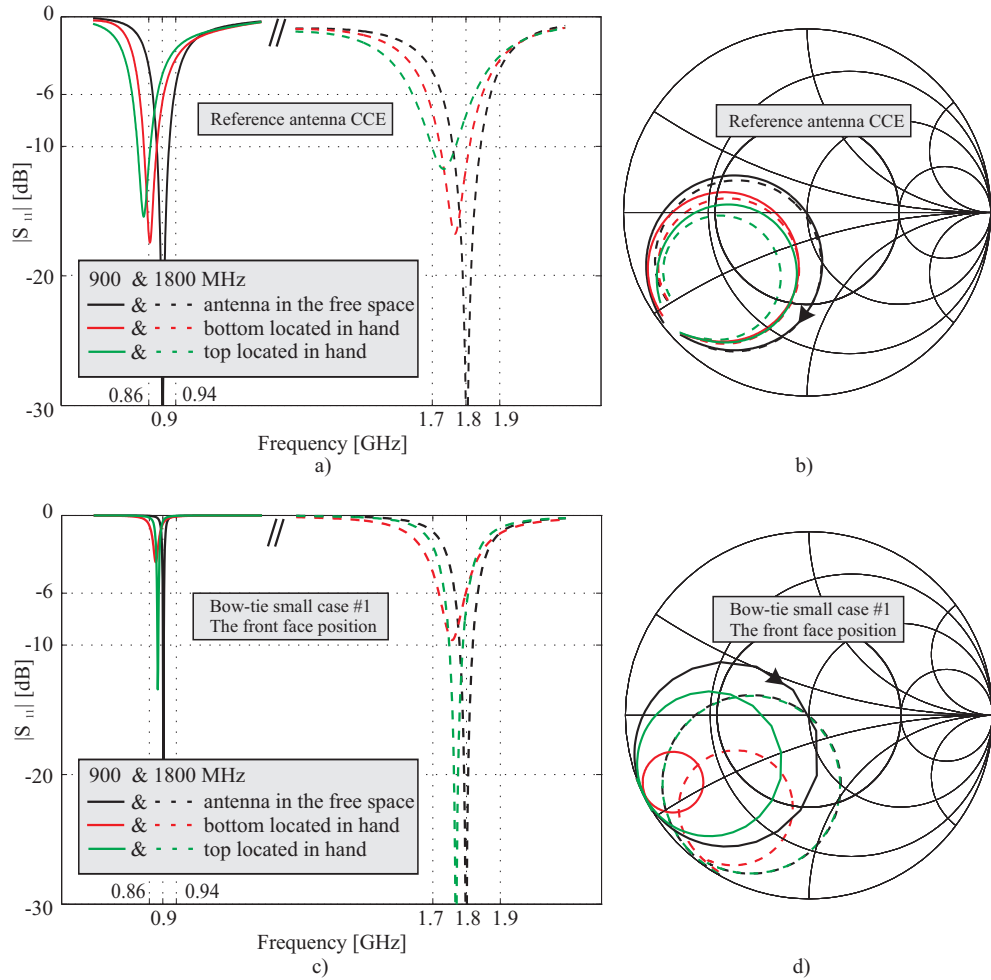 0
-6
-10
-20
-30
|S 11| [dB]
Reference antenna CCE
900 & 1800 MHz
& antenna in the free space
& bottom located in hand
& top located in hand
0.86
0.94
0.9
1.7
1.8
1.9
Frequency [GHz]
a)
Reference antenna CCE
b)
0
-6
-10
-20
-30
|S 11| [dB]
Bow-tie small case #1
The front face position
900 & 1800 MHz
& antenna in the free space
& bottom located in hand
& top located in hand
0.86
0.94
0.9
1.7
1.8
1.9
Frequency [GHz]
c)
Bow-tie small case #1
The front face position
d)